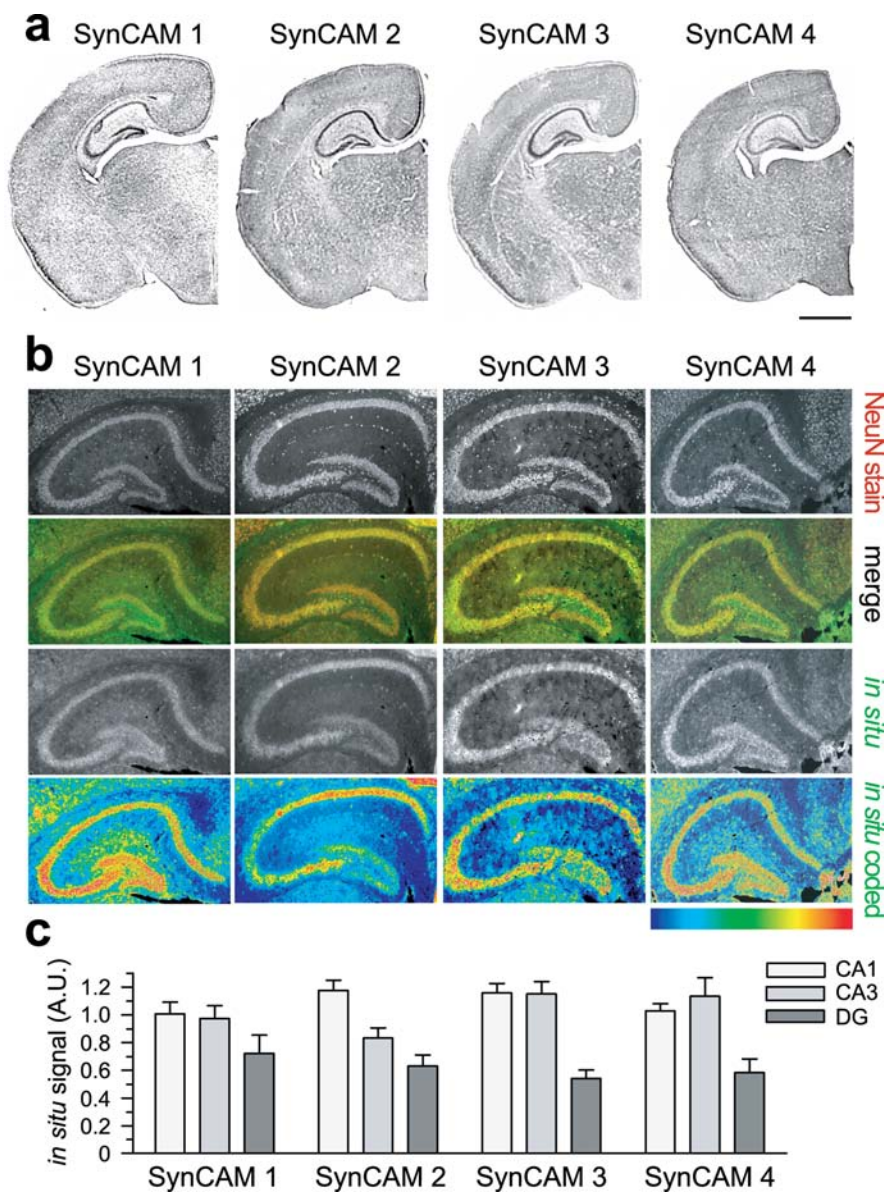 a
SynCAM 1 SynCAM 2 SynCAM 3 SynCAM 4
b
SynCAM 1 SynCAM 2 SynCAM 3 SynCAM 4
NeuN stain
merge
in situ
in situ coded
c
in situ signal (A.U.)
1.2
1.0
0.8
0.6
0.4
0.2
0
CA1
CA3
DG
SynCAM 1 SynCAM 2 SynCAM 3 SynCAM 4